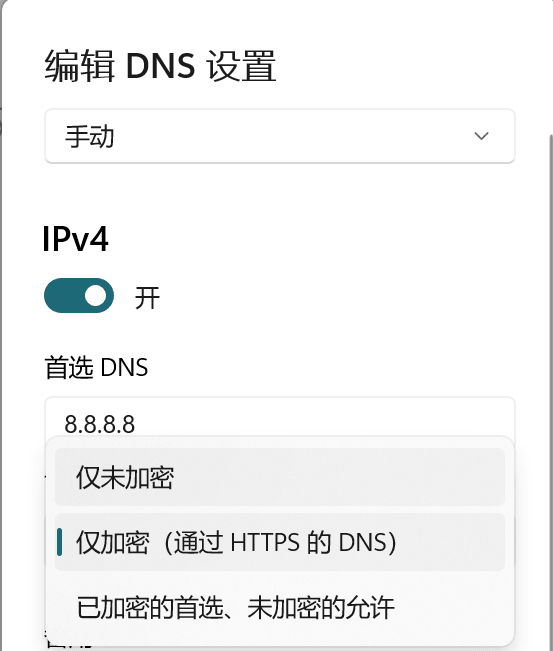 编辑 DNS 设置
手动
IPv4
开
首选 DNS
8.8.8.8
仅未加密
仅加密（通过 HTTPS 的 DNS）
已加密的首选、未加密的允许